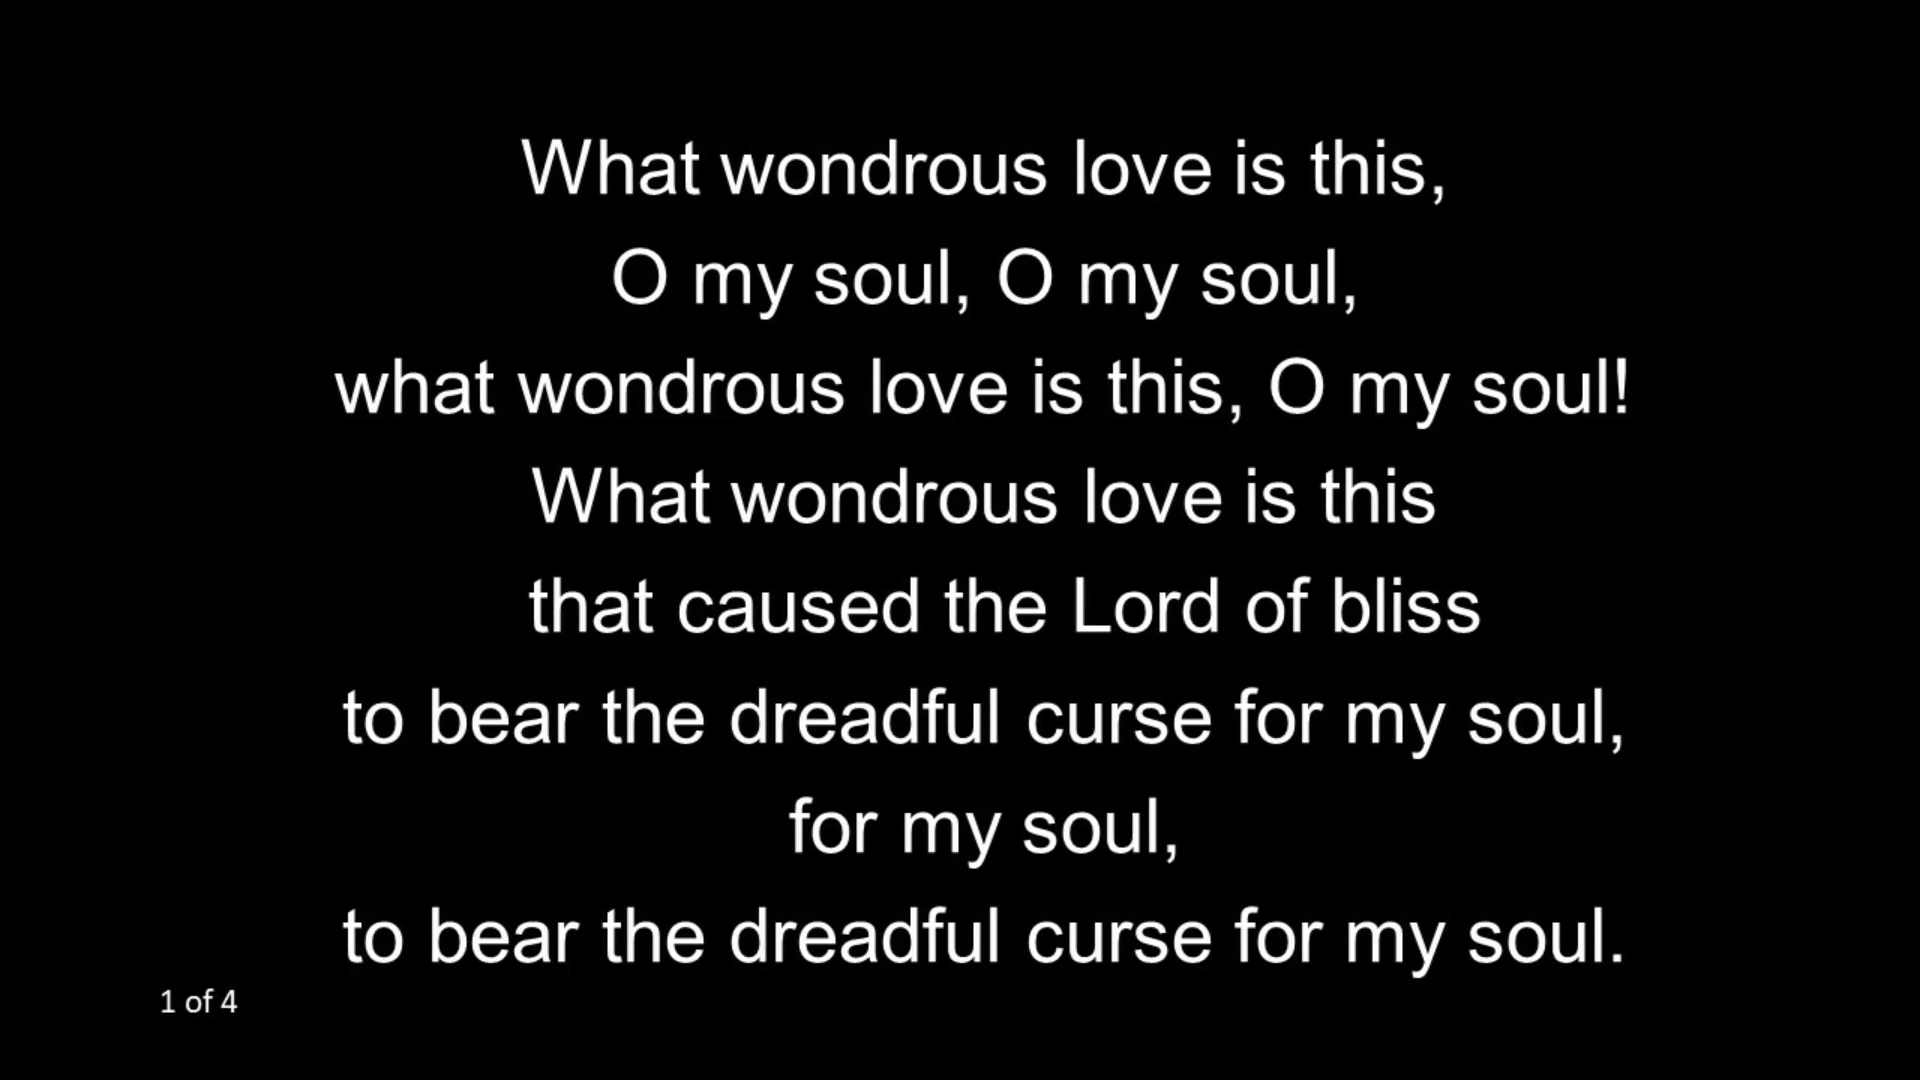 What wondrous love is this,
O my soul, O my soul,
what wondrous love is this, O my soul!
What wondrous love is this
that caused the Lord of bliss
to bear the dreadful curse for my soul,
for my soul,
to bear the dreadful curse for my soul.
1 of 4